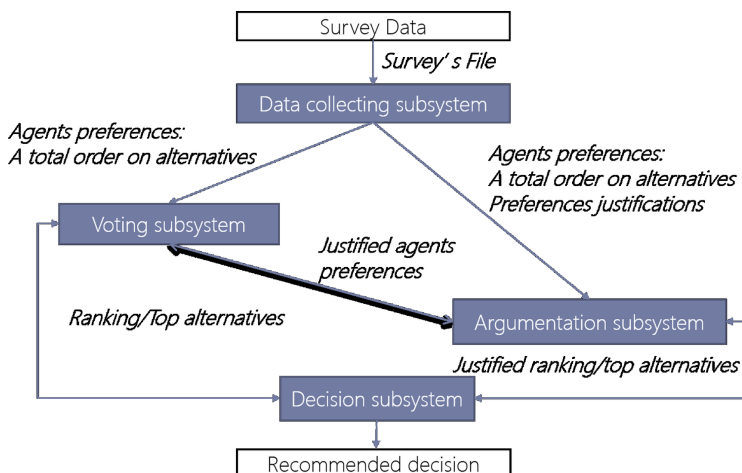 Survey Data
Survey's File
Data collecting subsystem
Agents preferences:
A total order on alternatives
Agents preferences:
A total order on alternatives
Preferences justifications
Voting subsystem
Justified agents
preferences
Ranking/Top alternatives
Argumentation subsystem
Justified ranking/top alternatives
Decision subsystem
Recommended decision